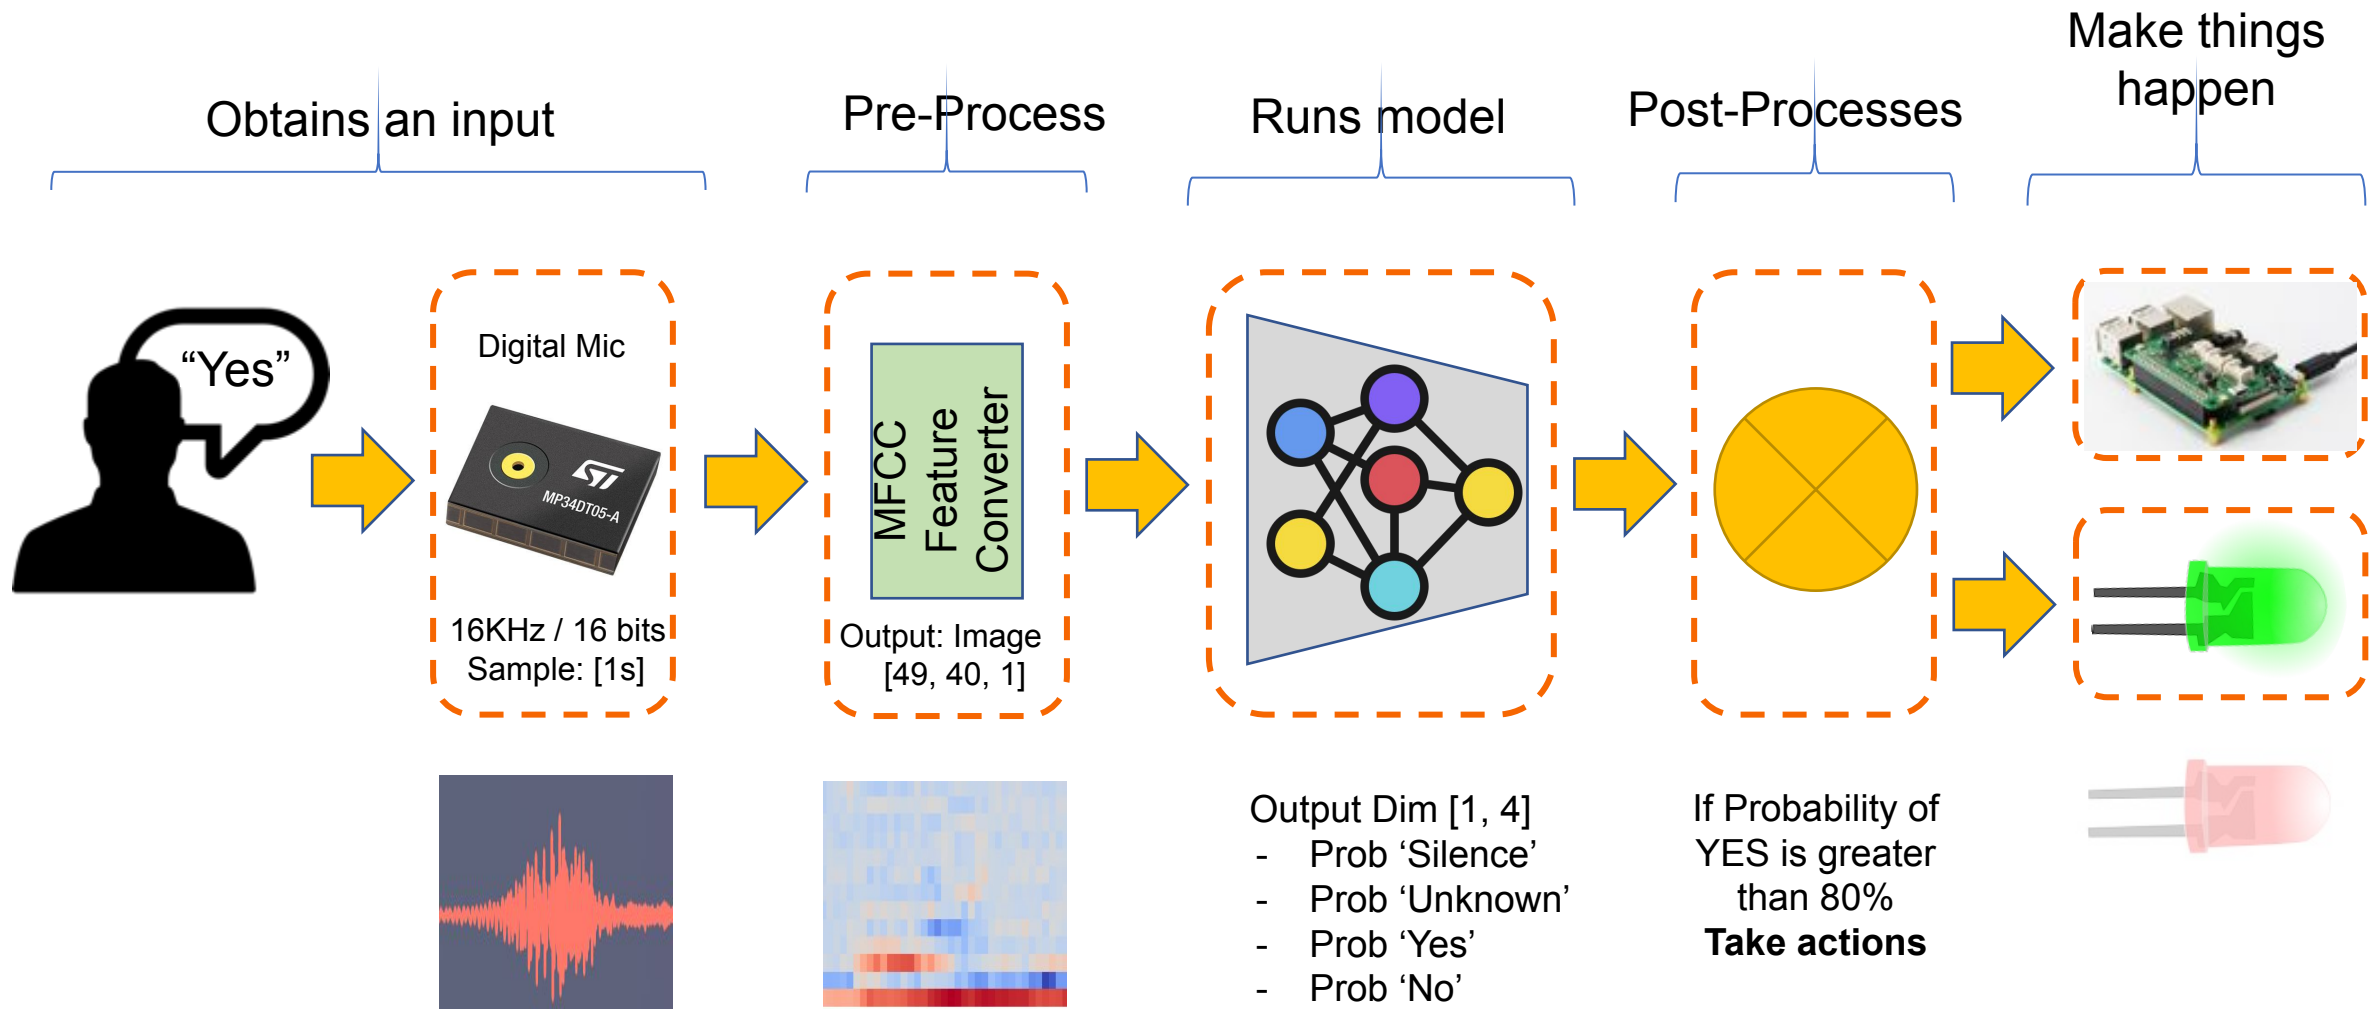 Obtains an input
Pre-Process
Runs model
Post-Processes
Make things
happen
“Yes”
Digital Mic
ST
MP34DT05-A
16KHz / 16 bits
Sample: [1s]
MFCC
Feature
Converter
Output: Image
[49, 40, 1]
Output Dim [1, 4]
- Prob ‘Silence’
- Prob ‘Unknown’
- Prob ‘Yes’
- Prob ‘No’
If Probability of
YES is greater
than 80%
Take actions